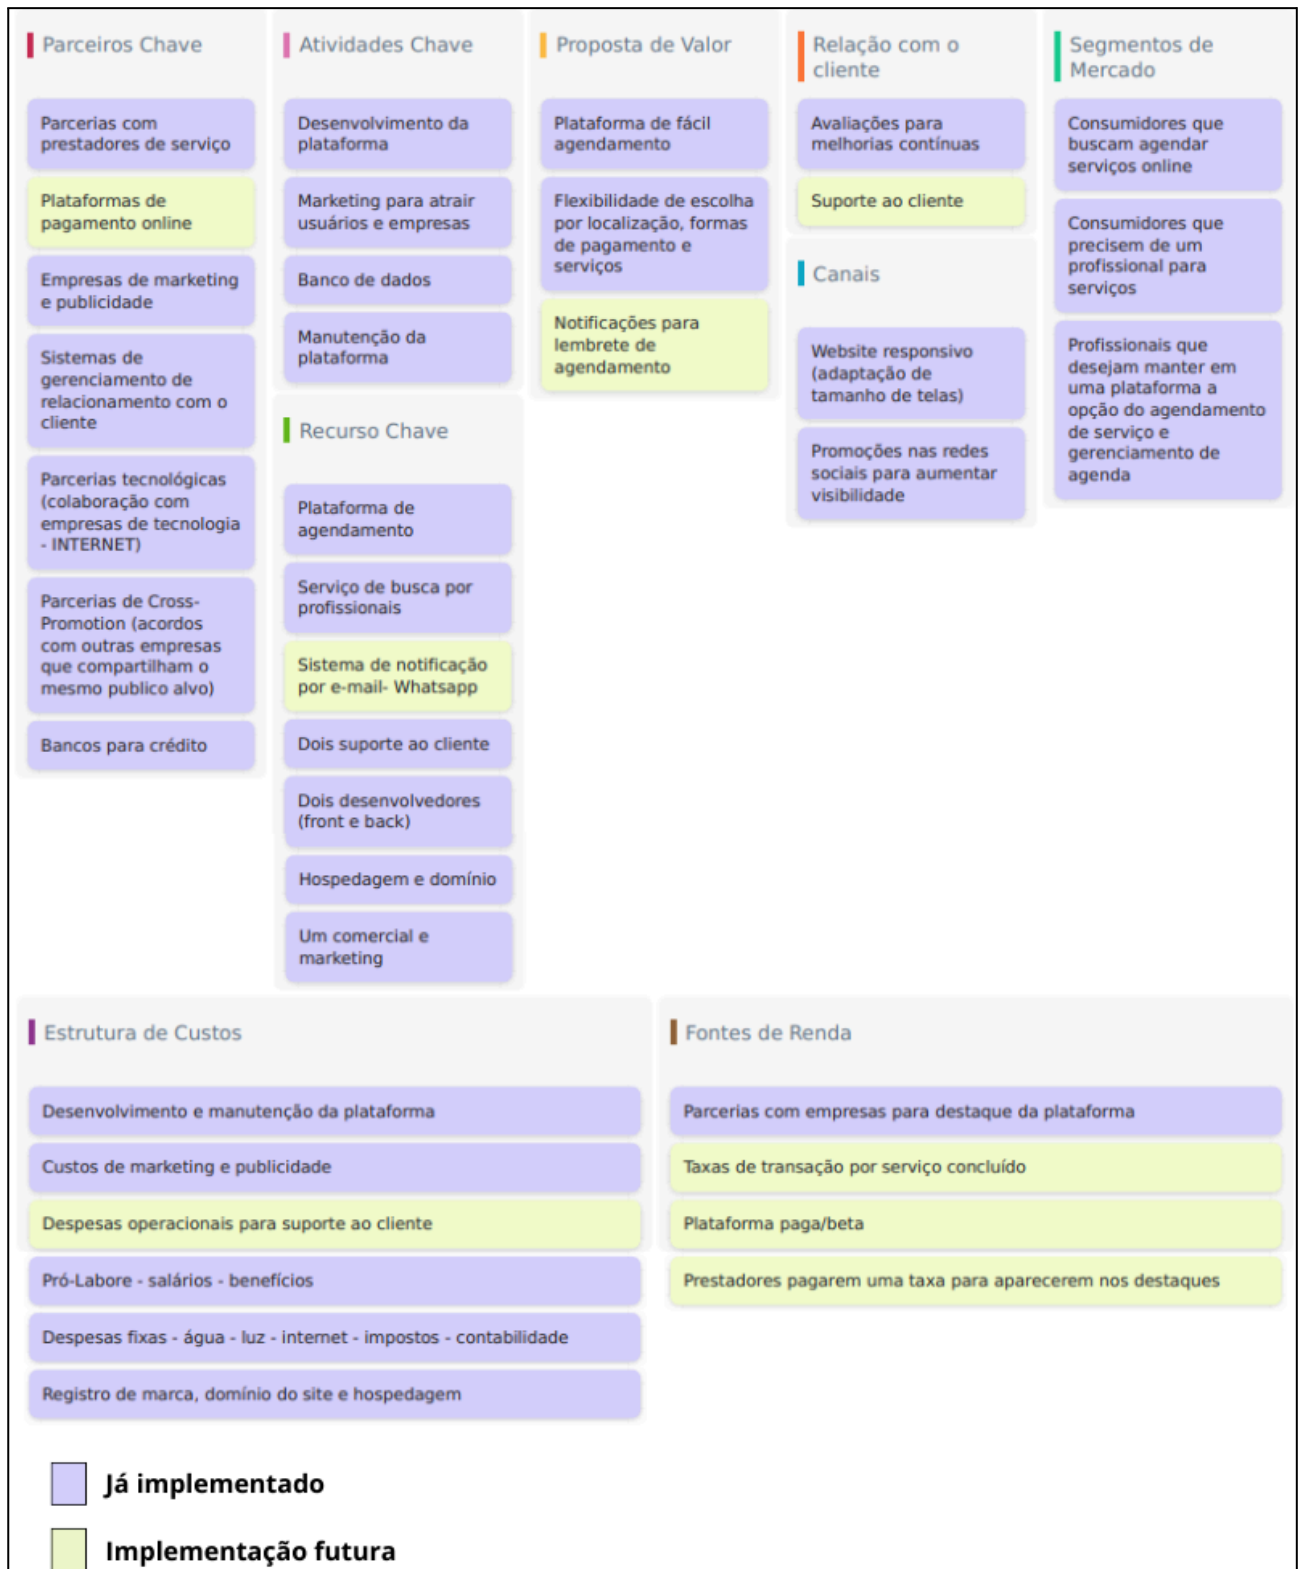 Parceiros Chave
Parcerias com
prestadores de serviço
Plataformas de
pagamento online
Empresas de marketing
e publicidade
Sistemas de
gerenciamento de
relacionamento com o
cliente
Parcerias tecnológicas
(colaboração com
empresas de tecnologia
- INTERNET)
Parcerias de Cross-
Promotion (acordos
com outras empresas
que compartilham o
mesmo publico alvo)
Bancos para crédito
Atividades Chave
Desenvolvimento da
plataforma
Marketing para atrair
usuários e empresas
Banco de dados
Manutenção da
plataforma
Recurso Chave
Plataforma de
agendamento
Serviço de busca por
profissionais
Sistema de notificação
por e-mail- Whatsapp
Dois suporte ao cliente
Dois desenvolvedores
(front e back)
Hospedagem e domínio
Um comercial e
marketing
Proposta de Valor
Plataforma de fácil
agendamento
Flexibilidade de escolha
por localização, formas
de pagamento e
serviços
Notificações para
lembrete de
agendamento
Relação com o
cliente
Avaliações para
melhorias contínuas
Suporte ao cliente
Canais
Website responsivo
(adaptação de
tamanho de telas)
Promoções nas redes
sociais para aumentar
visibilidade
Segmentos de
Mercado
Consumidores que
buscam agendar
serviços online
Consumidores que
precisem de um
profissional para
serviços
Profissionais que
desejam manter em
uma plataforma a
opção do agendamento
de serviço e
gerenciamento de
agenda
Estrutura de Custos
Desenvolvimento e manutenção da plataforma
Custos de marketing e publicidade
Despesas operacionais para suporte ao cliente
Pró-Labore - salários - benefícios
Despesas fixas - água - luz - internet - impostos - contabilidade
Registro de marca, domínio do site e hospedagem
Fontes de Renda
Parcerias com empresas para destaque da plataforma
Taxas de transação por serviço concluído
Plataforma paga/beta
Prestadores pagarem uma taxa para aparecerem nos destaques
Já implementado
Implementação futura